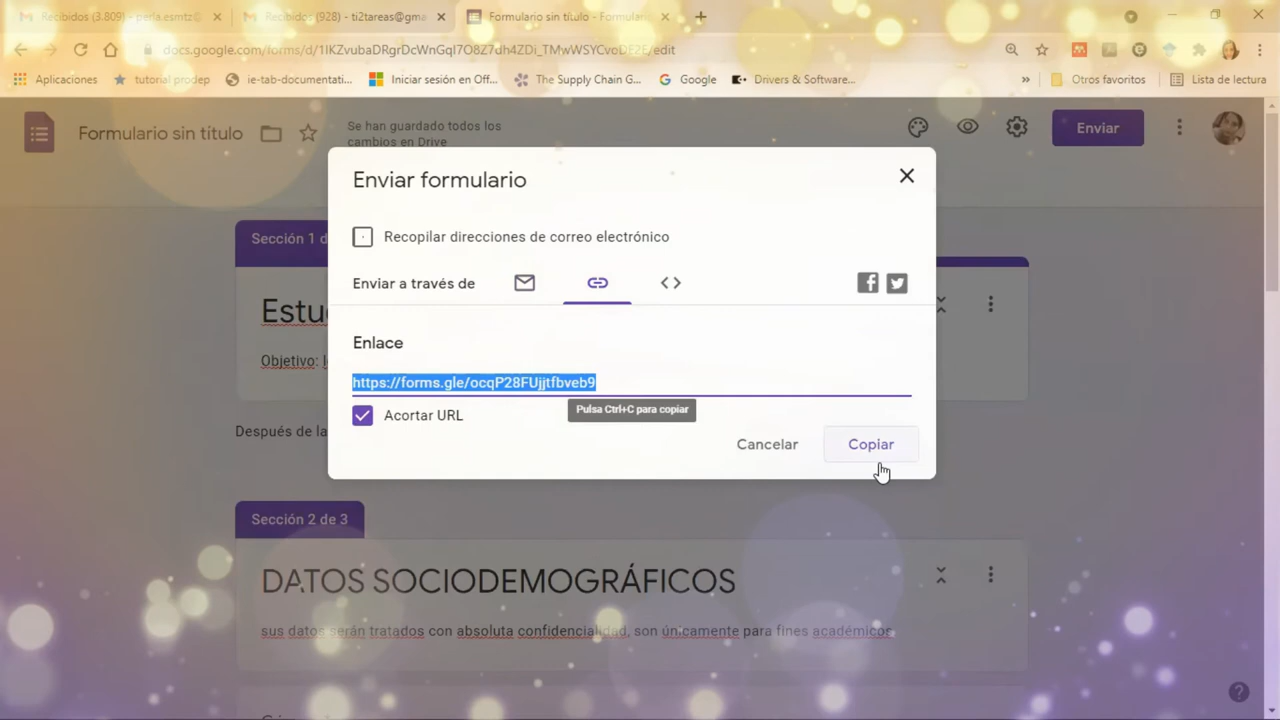 Recibidos (3.809) - perla.esmtz@
Recibidos (928) - ti2tareas@gma
Formulario sin título - Formulari
docs.google.com/forms/d/
/edit
Aplicaciones
tutorial prodep
ie-tab-documentati...
Iniciar sesión en Off...
The Supply Chain G...
Google
Drivers & Software...
»
Otros favoritos
Lista de lectura
Formulario sin título
Se han guardado todos los
cambios en Drive
Enviar
Enviar formulario
Recopilar direcciones de correo electrónico
Sección 1 d
Enviar a través de
Estu
Enlace
Objetivo: I
https://forms.gle/ocqP28FUjjtfbveb9
Pulsa Ctrl+C para copiar
Acortar URL
Después de la
Cancelar
Copiar
Sección 2 de 3
DATOS SOCIODEMOGRÁFICOS
sus datos serán tratados con absoluta confidencialidad, son únicamente para fines académicos